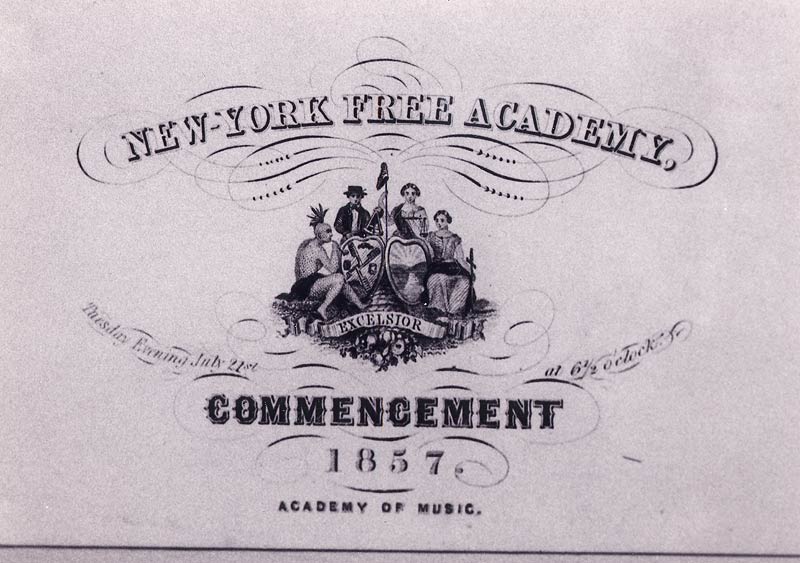 NEW-YORK FREE ACADEMY,
EXCELSIOR
Tuesday Evening July 21st
at 6½ o'clock.
COMMENCEMENT
1857.
ACADEMY OF MUSIC.